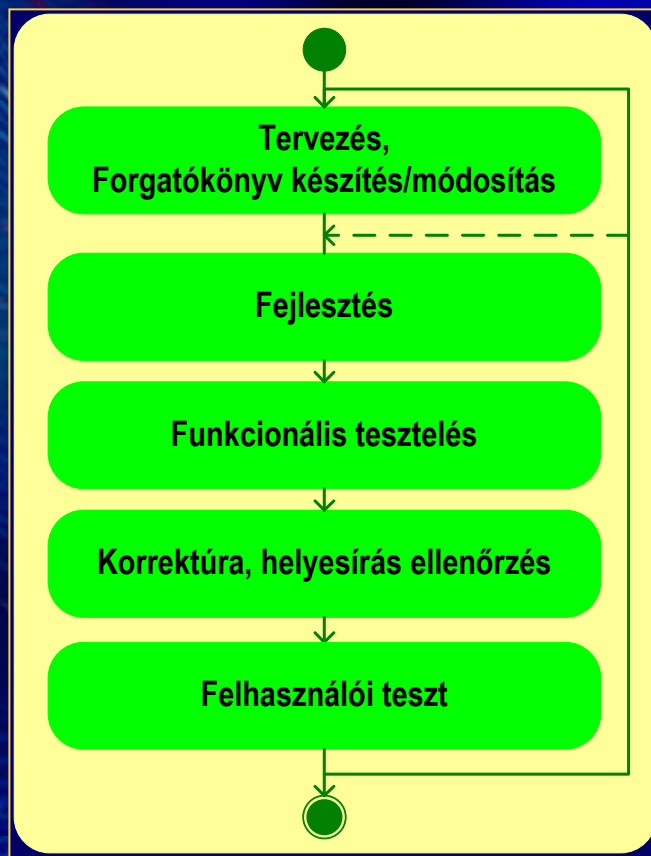 Tervezés,
Forgatókönyv készítés/módosítás
Fejlesztés
Funkcionális tesztelés
Korrektúra, helyesírás ellenőrzés
Felhasználói teszt